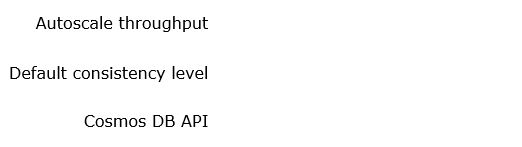 Autoscale throughput
Default consistency level
Cosmos DB API